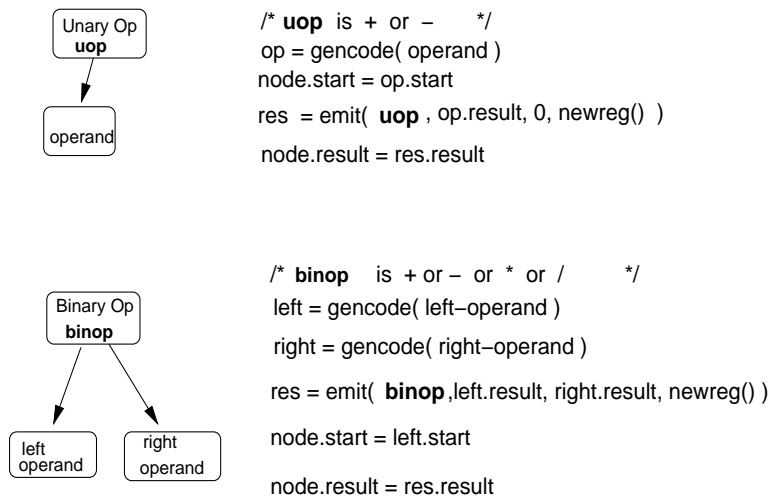 Unary Op
uop
operand
/* uop is + or − */
op = gencode( operand )
node.start = op.start
res = emit( uop , op.result, 0, newreg() )
node.result = res.result
Binary Op
binop
left
operand
right
operand
/* binop is + or − or * or / */
left = gencode( left−operand )
right = gencode( right−operand )
res = emit( binop ,left.result, right.result, newreg() )
node.start = left.start
node.result = res.result